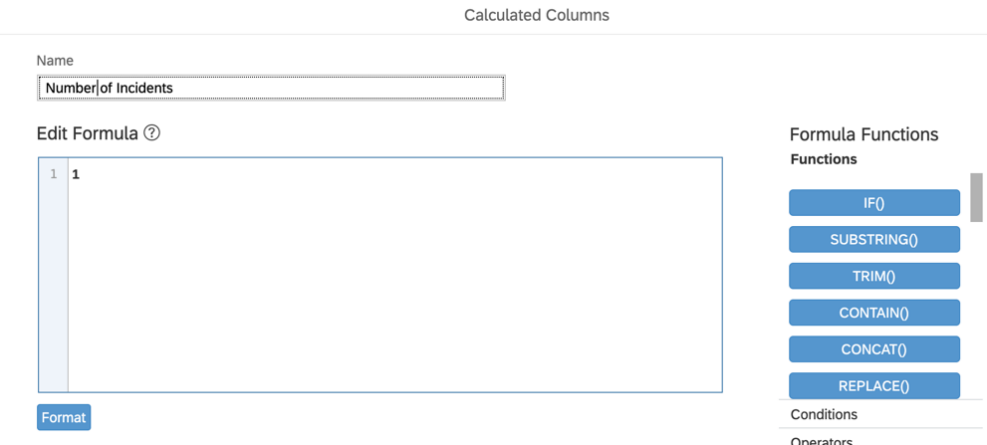 Calculated Columns
Name
Number of Incidents
Edit Formula ?
1 1
Format
Formula Functions
Functions
IF()
SUBSTRING()
TRIM()
CONTAIN()
CONCAT()
REPLACE()
Conditions
Operators